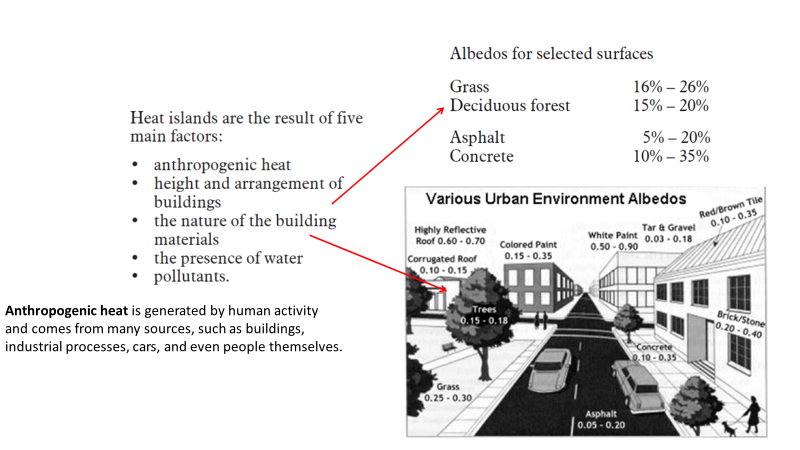 Albedos for selected surfaces
Grass 16% – 26%
Deciduous forest 15% – 20%
Asphalt 5% – 20%
Concrete 10% – 35%
Heat islands are the result of five
main factors:
• anthropogenic heat
• height and arrangement of
buildings
• the nature of the building
materials
• the presence of water
• pollutants.
Anthropogenic heat is generated by human activity
and comes from many sources, such as buildings,
industrial processes, cars, and even people themselves.
Various Urban Environment Albedos
Highly Reflective
Roof 0.60 - 0.70
Corrugated Roof
0.10 - 0.15
Colored Paint
0.15 - 0.35
White Paint
0.50 - 0.90
Tar & Gravel
0.03 - 0.18
Red/Brown Tile
0.10 - 0.35
Trees
0.15 - 0.18
Brick/Stone
0.20 - 0.40
Concrete
0.10 - 0.35
Grass
0.25 - 0.30
Asphalt
0.05 - 0.20